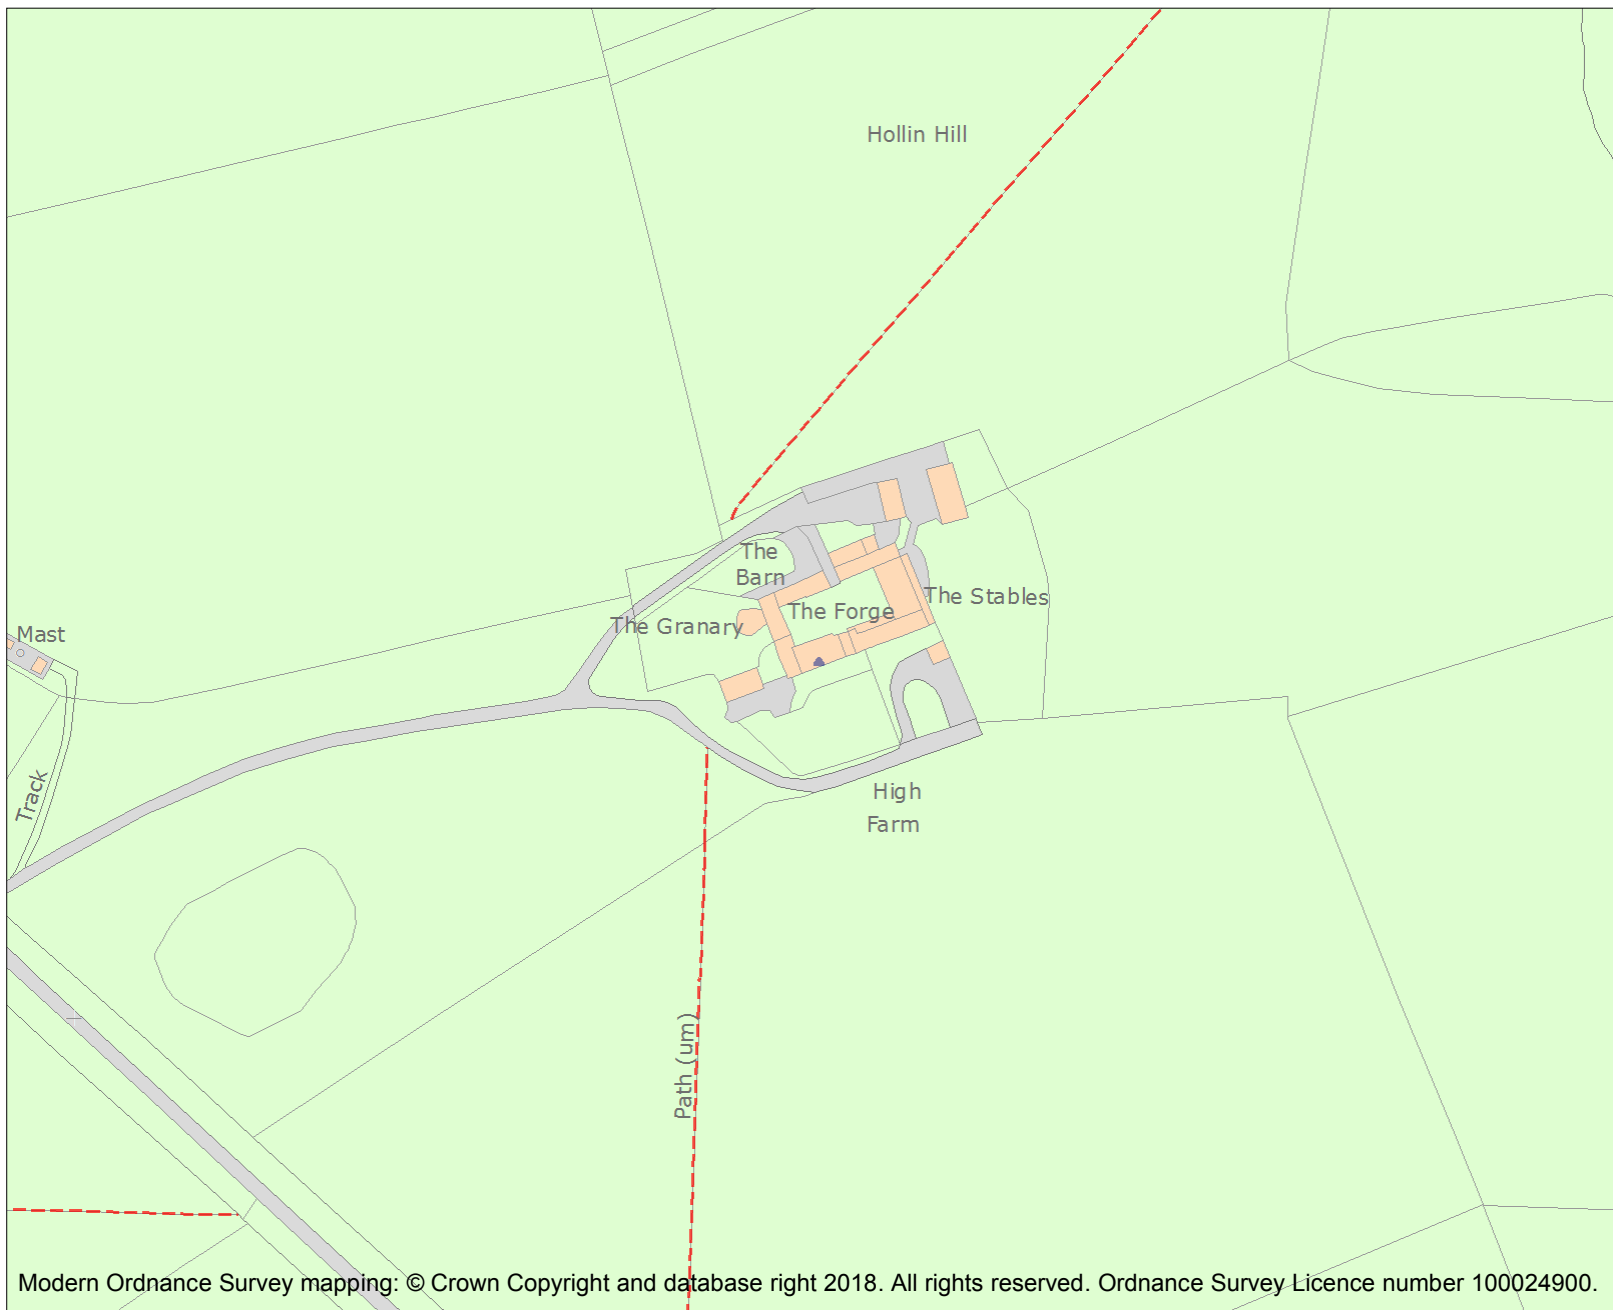 Hollin Hill
The
Barn
The Stables
The Forge
The Granary
Mast
Track
High
Farm
Path (um)
Modern Ordnance Survey mapping: © Crown Copyright and database right 2018. All rights reserved. Ordnance Survey Licence number 100024900.